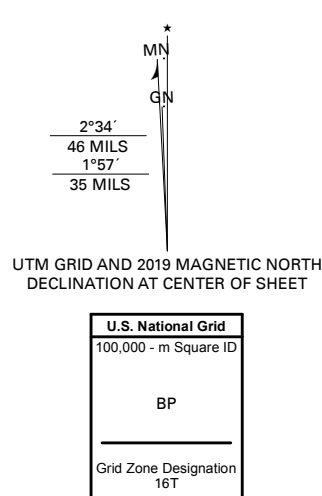 MN
GN
2°34´
46 MILS
1°57´
35 MILS
UTM GRID AND 2019 MAGNETIC NORTH
DECLINATION AT CENTER OF SHEET
U.S. National Grid
100,000 - m Square ID
BP
Grid Zone Designation
16T